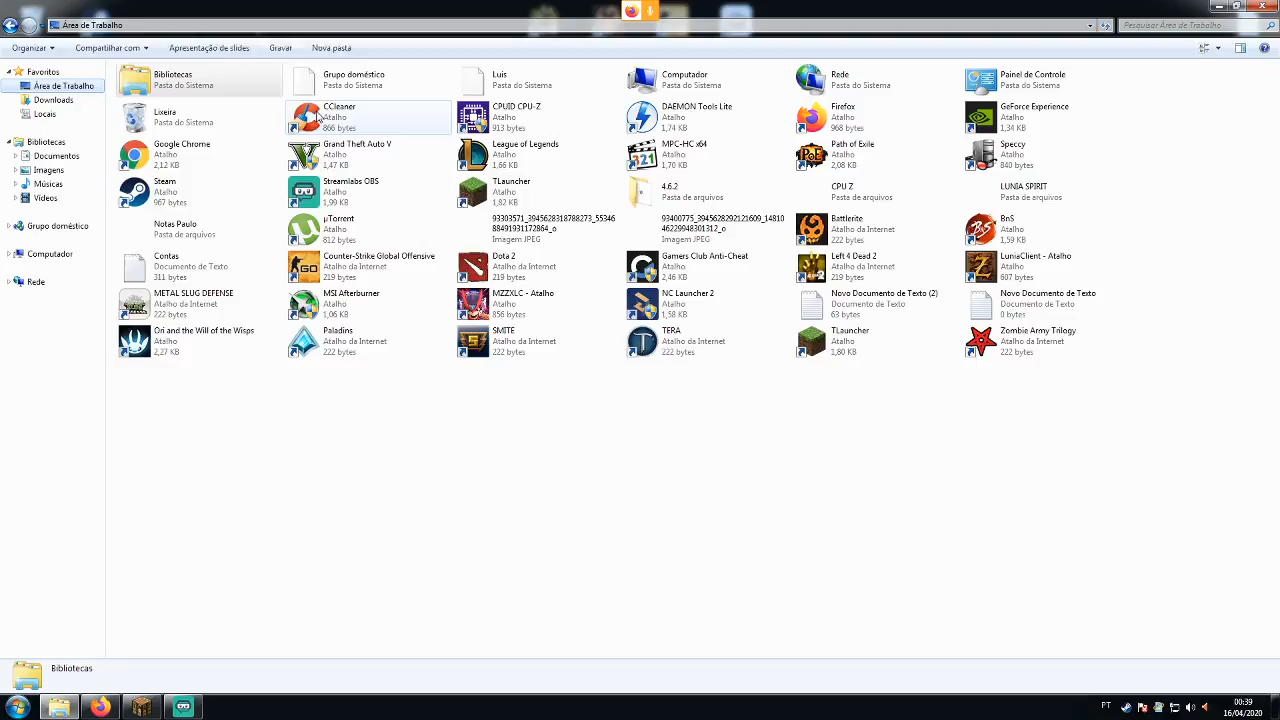 Área de Trabalho
Pesquisar Área de Trabalho
Organizar
Compartilhar com
Apresentação de slides
Gravar
Nova pasta
Favoritos
Área de Trabalho
Downloads
Locais
Bibliotecas
Documentos
Imagens
Músicas
Vídeos
Grupo doméstico
Computador
Rede
Bibliotecas
Pasta do Sistema
Grupo doméstico
Pasta do Sistema
Luis
Pasta do Sistema
Computador
Pasta do Sistema
Rede
Pasta do Sistema
Painel de Controle
Pasta do Sistema
Lixeira
Pasta do Sistema
CCleaner
Atalho
866 bytes
CPUID CPU-Z
Atalho
913 bytes
DAEMON Tools Lite
Atalho
1,74 KB
Firefox
Atalho
968 bytes
GeForce Experience
Atalho
1,34 KB
Google Chrome
Atalho
2,12 KB
Grand Theft Auto V
Atalho
1,47 KB
League of Legends
Atalho
1,66 KB
MPC-HC x64
Atalho
1,70 KB
Path of Exile
Atalho
2,08 KB
Speccy
Atalho
840 bytes
Steam
Atalho
967 bytes
Streamlabs OBS
Atalho
1,99 KB
TLauncher
Atalho
1,82 KB
4.6.2
Pasta de arquivos
CPU Z
Pasta de arquivos
LUNIA SPIRIT
Pasta de arquivos
Notas Paulo
Pasta de arquivos
µTorrent
Atalho
812 bytes
93303571_3945628318788273_55346
88491931172864_o
Imagem JPEG
93400775_3945628292121609_14810
46229948301312_o
Imagem JPEG
Battlerite
Atalho da Internet
222 bytes
BnS
Atalho
1,59 KB
Contas
Documento de Texto
311 bytes
Counter-Strike Global Offensive
Atalho da Internet
219 bytes
Dota 2
Atalho da Internet
219 bytes
Gamers Club Anti-Cheat
Atalho
2,46 KB
Left 4 Dead 2
Atalho da Internet
219 bytes
LuniaClient - Atalho
Atalho
607 bytes
METAL SLUG DEFENSE
Atalho da Internet
222 bytes
MSI Afterburner
Atalho
1,06 KB
MZZXLC - Atalho
Atalho
856 bytes
NC Launcher 2
Atalho
1,58 KB
Novo Documento de Texto (2)
Documento de Texto
63 bytes
Novo Documento de Texto
Documento de Texto
0 bytes
Ori and the Will of the Wisps
Atalho
2,27 KB
Paladins
Atalho da Internet
222 bytes
SMITE
Atalho da Internet
222 bytes
TERA
Atalho da Internet
222 bytes
TLauncher
Atalho
1,80 KB
Zombie Army Trilogy
Atalho da Internet
222 bytes
Bibliotecas
PT
00:39
16/04/2020